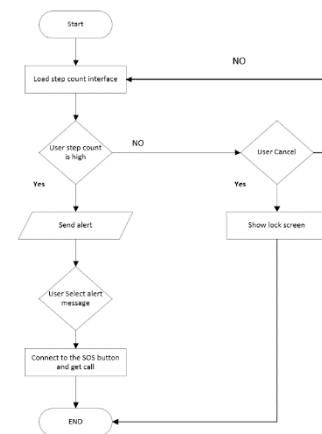 Start
NO
Load step count interface
User step count
is high
NO
User Cancel
Yes
Yes
Send alert
Show lock screen
User Select alert
message
Connect to the SOS button
and get call
END